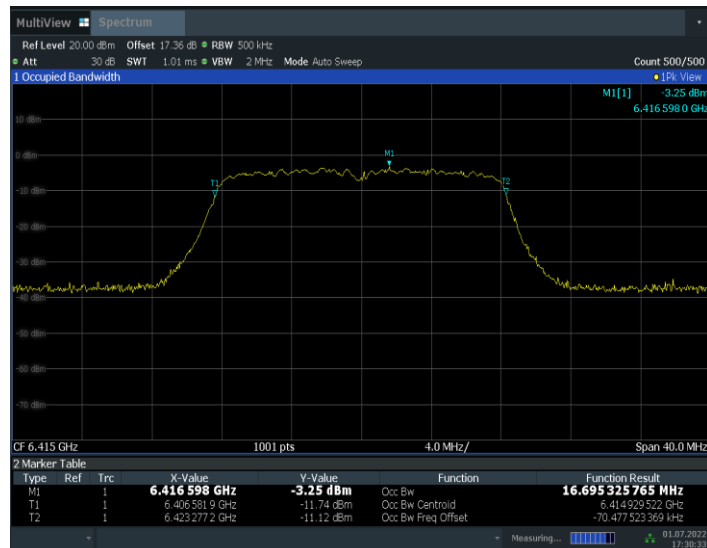 MultiView Spectrum
Ref Level 20.00 dBm Offset 17.36 dB RBW 500 kHz
Att 30 dB SWT 1.01 ms VBW 2 MHz Mode Auto Sweep Count 500/500
1 Occupied Bandwidth 1Pk View
M1[1] -3.25 dBm
6.416 598 0 GHz
10 dBm
M1
0 dBm
T1 T2
-10 dBm
-20 dBm
-30 dBm
-40 dBm
-50 dBm
-60 dBm
-70 dBm
CF 6.415 GHz 1001 pts 4.0 MHz/ Span 40.0 MHz
2 Marker Table
Type Ref Trc X-Value Y-Value Function Function Result
M1 1 6.416 598 GHz -3.25 dBm Occ Bw 16.695 325 765 MHz
T1 1 6.406 581 9 GHz -11.74 dBm Occ Bw Centroid 6.414 929 522 GHz
T2 1 6.423 277 2 GHz -11.12 dBm Occ Bw Freq Offset -70.477 523 369 kHz
Measuring... 01.07.2022
17:30:33